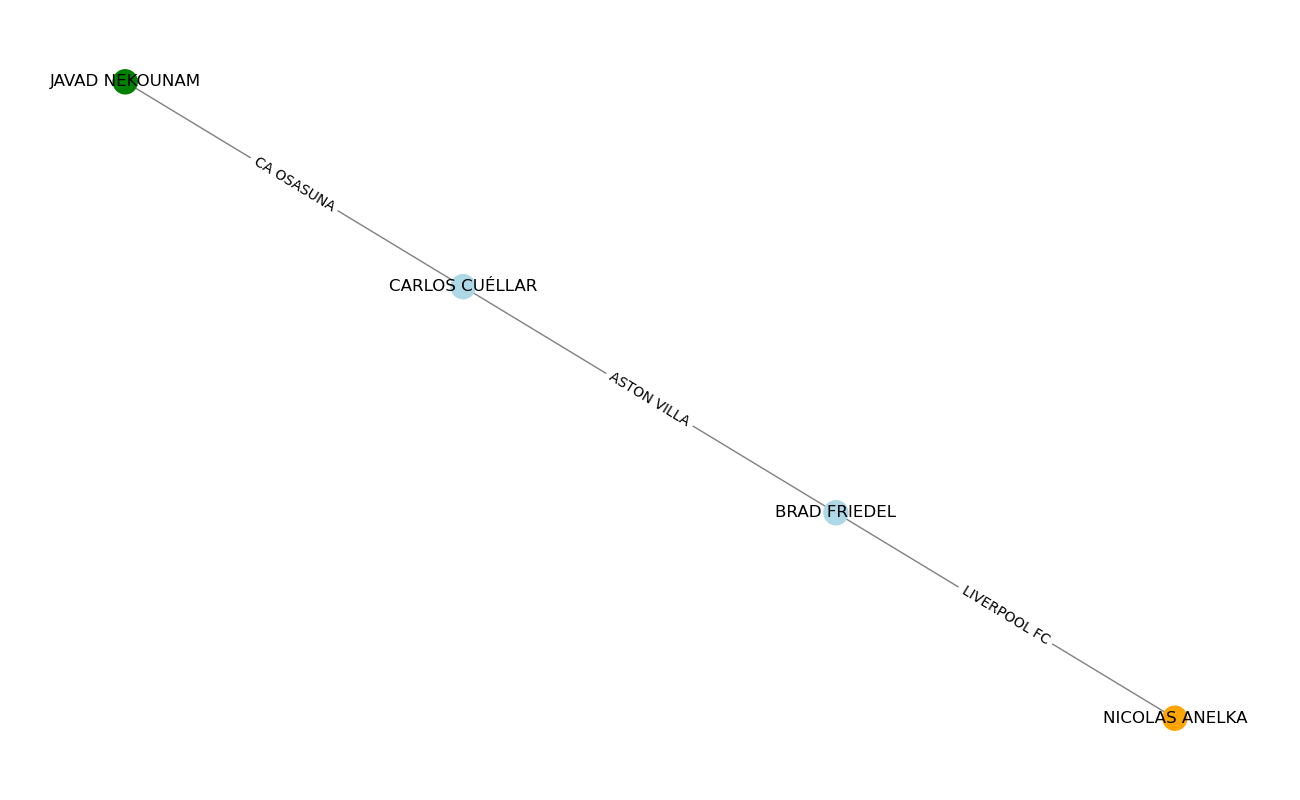 JAVAD NEKOUNAM
CA OSASUNA
CARLOS CUÉLLAR
ASTON VILLA
BRAD FRIEDEL
LIVERPOOL FC
NICOLAS ANELKA